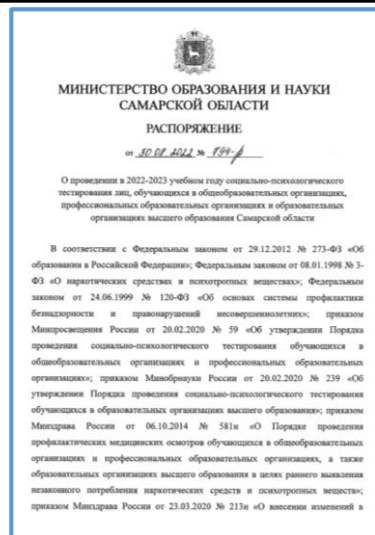 МИНИСТЕРСТВО ОБРАЗОВАНИЯ И НАУКИ
САМАРСКОЙ ОБЛАСТИ
РАСПОРЯЖЕНИЕ
от 30.08.2022 № 794-р
О проведении в 2022-2023 учебном году социально-психологического
тестирования лиц, обучающихся в общеобразовательных организациях,
профессиональных образовательных организациях и образовательных
организациях высшего образования Самарской области
В соответствии с Федеральным законом от 29.12.2012 № 273-ФЗ «Об
образовании в Российской Федерации»; Федеральным законом от 08.01.1998 № 3-
ФЗ «О наркотических средствах и психотропных веществах»; Федеральным
законом от 24.06.1999 № 120-ФЗ «Об основах системы профилактики
безнадзорности и правонарушений несовершеннолетних»; приказом
Минпросвещения России от 20.02.2020 № 59 «Об утверждении Порядка
проведения социально-психологического тестирования обучающихся в
общеобразовательных организациях и профессиональных образовательных
организациях»; приказом Минобрнауки России от 20.02.2020 № 239 «Об
утверждении Порядка проведения социально-психологического тестирования
обучающихся в образовательных организациях высшего образования»; приказом
Минздрава России от 06.10.2014 № 581н «О Порядке проведения
профилактических медицинских осмотров обучающихся в общеобразовательных
организациях и профессиональных образовательных организациях, а также
образовательных организациях высшего образования в целях раннего выявления
незаконного потребления наркотических средств и психотропных веществ»;
приказом Минздрава России от 23.03.2020 № 213н «О внесении изменений в